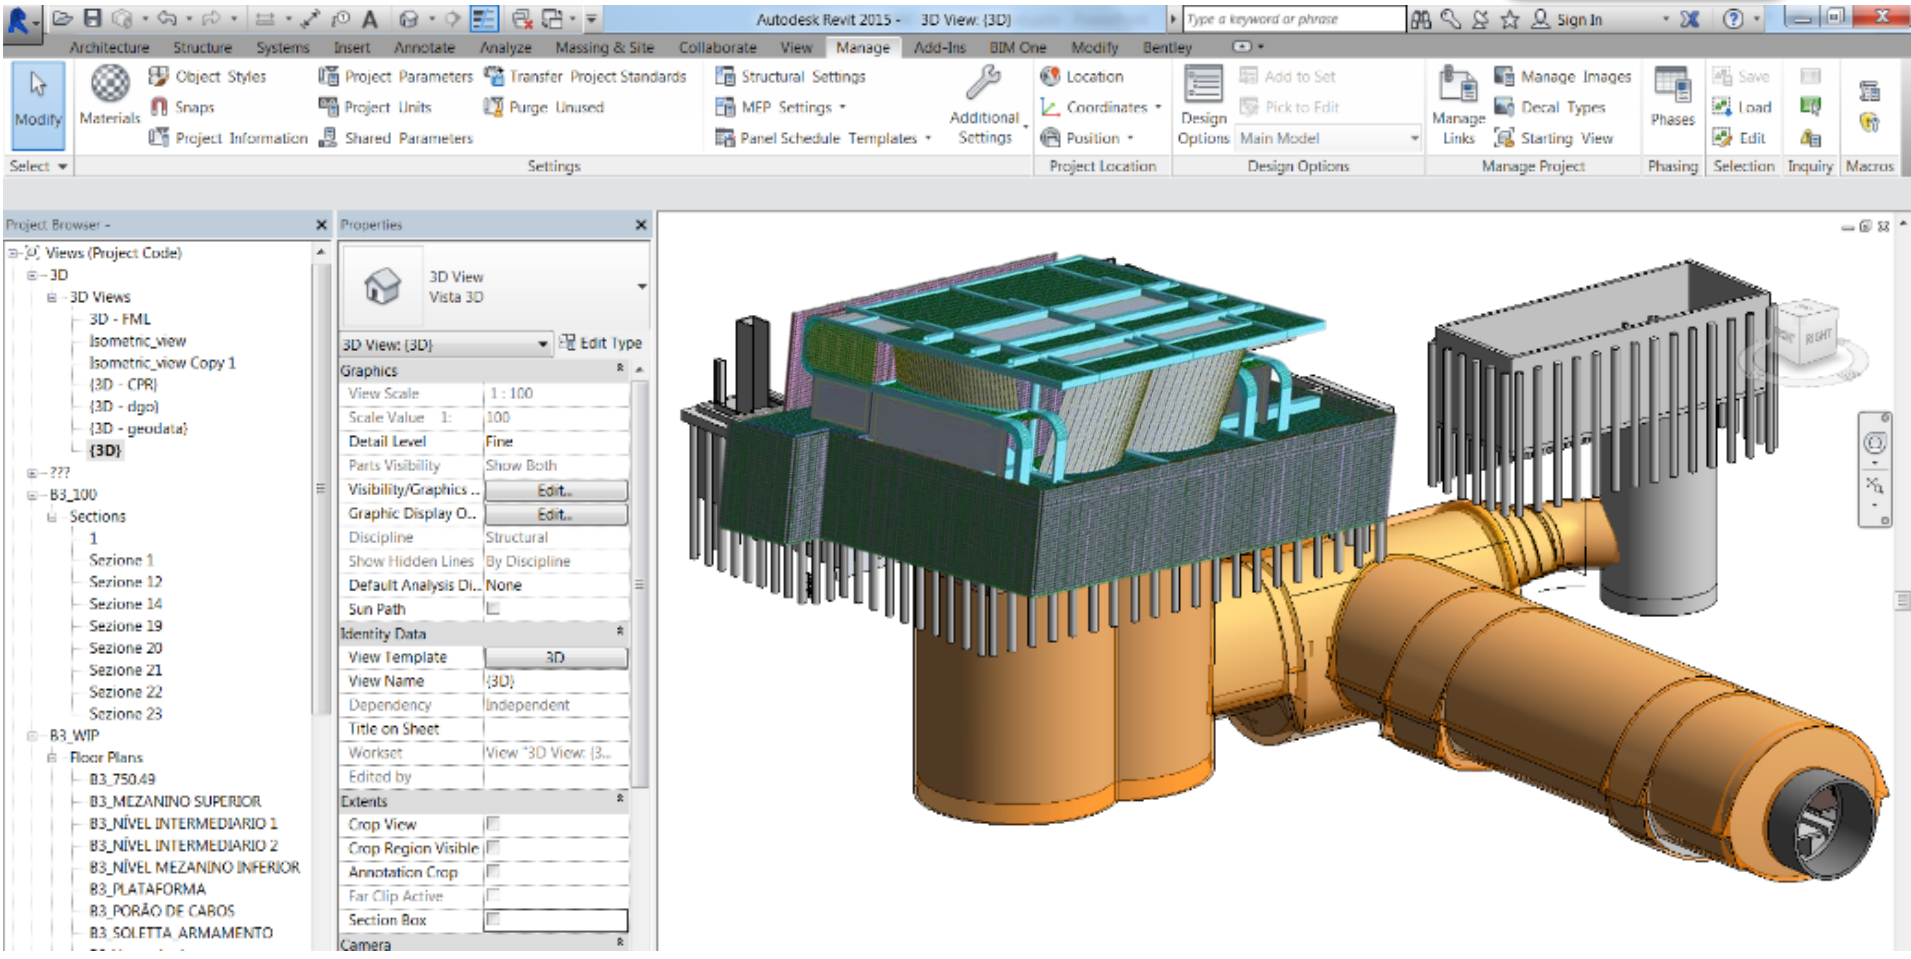 Autodesk Revit 2015 - 3D View: {3D}
Type a keyword or phrase
Sign In
Architecture Structure Systems Insert Annotate Analyze Massing & Site Collaborate View Manage Add-Ins BIM One Modify Bentley
Modify
Materials
Object Styles
Snaps
Project Information
Project Parameters
Project Units
Shared Parameters
Transfer Project Standards
Purge Unused
Structural Settings
MEP Settings
Panel Schedule Templates
Additional
Settings
Location
Coordinates
Position
Design
Options
Add to Set
Pick to Edit
Main Model
Manage
Links
Manage Images
Decal Types
Starting View
Phases
Save
Load
Edit
Select
Settings
Project Location
Design Options
Manage Project
Phasing
Selection
Inquiry
Macros
Project Browser -
Views (Project Code)
3D
3D Views
3D - FML
Isometric_view
Isometric_view Copy 1
{3D - CPR}
{3D - dgo}
{3D - geodata}
{3D}
???
B3_100
Sections
1
Sezione 1
Sezione 12
Sezione 14
Sezione 19
Sezione 20
Sezione 21
Sezione 22
Sezione 23
B3_WIP
Floor Plans
B3_750.49
B3_MEZANINO SUPERIOR
B3_NÍVEL INTERMEDIARIO 1
B3_NÍVEL INTERMEDIARIO 2
B3_NÍVEL MEZANINO INFERIOR
B3_PLATAFORMA
B3_PORÃO DE CABOS
B3_SOLETTA_ARMAMENTO
Properties
3D View
Vista 3D
3D View: {3D}
Edit Type
Graphics
View Scale 1 : 100
Scale Value 1: 100
Detail Level Fine
Parts Visibility Show Both
Visibility/Graphics ... Edit...
Graphic Display O... Edit...
Discipline Structural
Show Hidden Lines By Discipline
Default Analysis Di... None
Sun Path
Identity Data
View Template 3D
View Name {3D}
Dependency Independent
Title on Sheet
Workset View "3D View: {3...
Edited by
Extents
Crop View
Crop Region Visible
Annotation Crop
Far Clip Active
Section Box
Camera
RIGHT